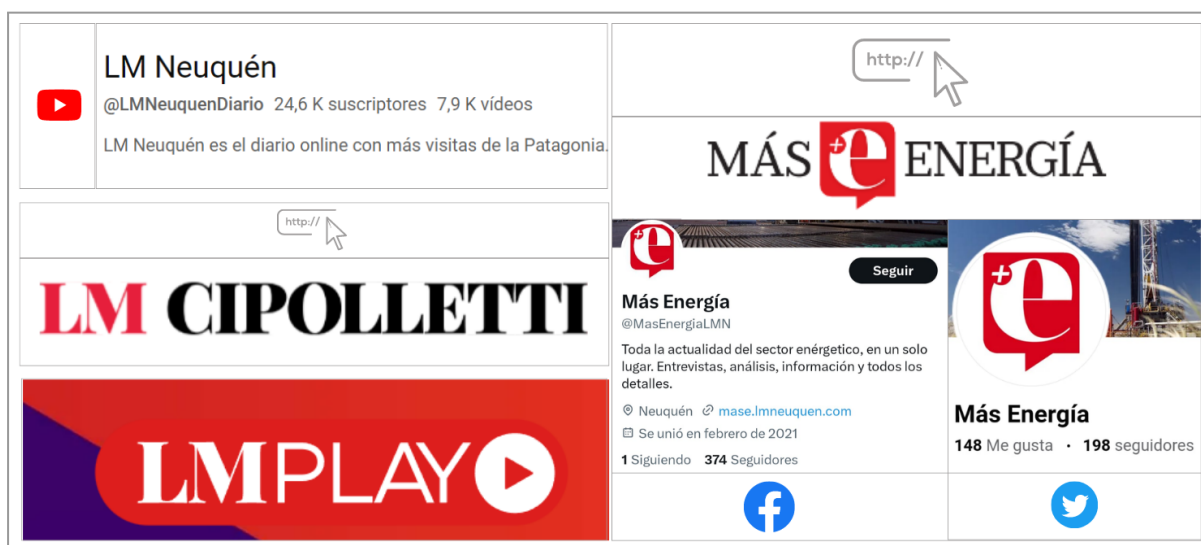 LM Neuquén
@LMNeuquenDiario 24,6 K suscriptores 7,9 K vídeos
LM Neuquén es el diario online con más visitas de la Patagonia.
http://
LM CIPOLLETTI
LMPLAY
http://
MÁS +e ENERGÍA
+e
Seguir
Más Energía
@MasEnergiaLMN
Toda la actualidad del sector enérgetico, en un solo
lugar. Entrevistas, análisis, información y todos los
detalles.
Neuquén mase.lmneuquen.com
Se unió en febrero de 2021
1 Siguiendo 374 Seguidores
+e
Más Energía
148 Me gusta · 198 seguidores